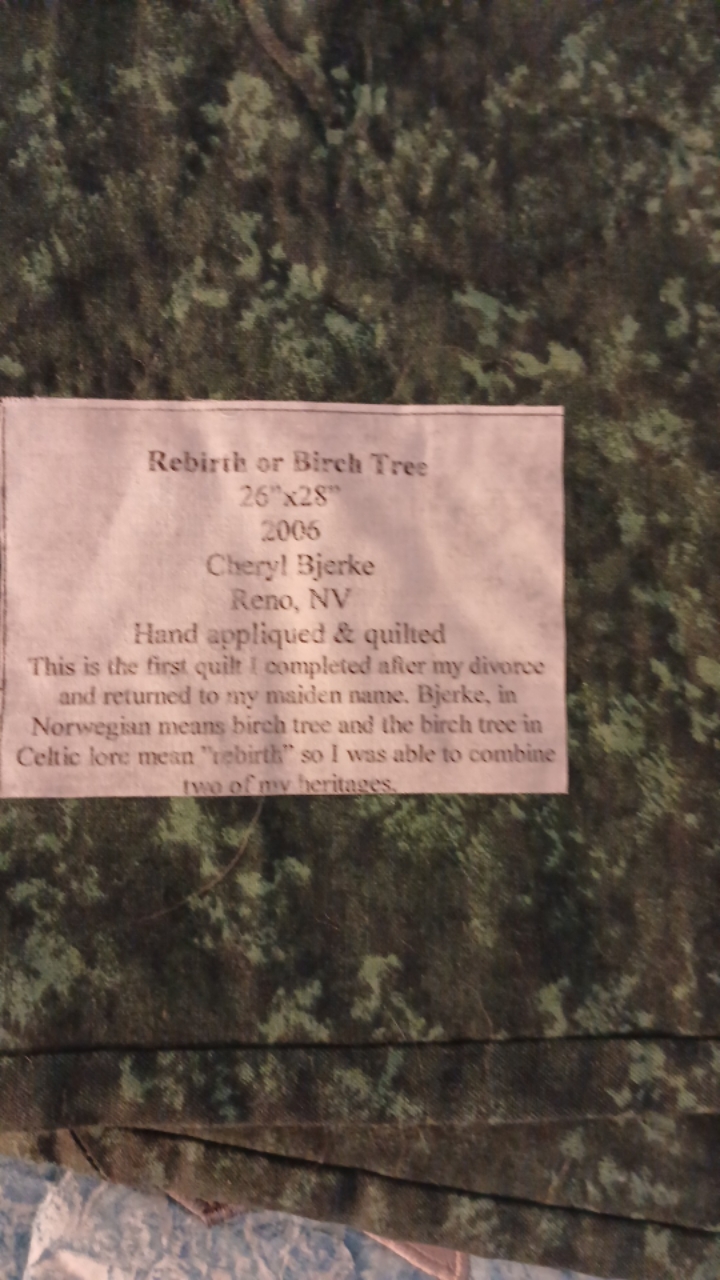 Rebirth or Birch Tree
26"x28"
2006
Cheryl Bjerke
Reno, NV
Hand appliqued & quilted
This is the first quilt I completed after my divorce
and returned to my maiden name. Bjerke, in
Norwegian means birch tree and the birch tree in
Celtic lore mean "rebirth" so I was able to combine
two of my heritages.